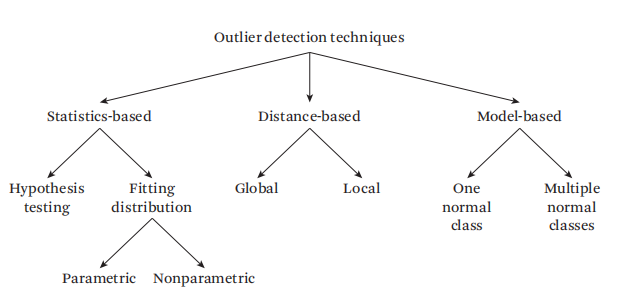 Outlier detection techniques
Statistics-based
Distance-based
Model-based
Hypothesis
testing
Fitting
distribution
Global
Local
One
normal
class
Multiple
normal
classes
Parametric
Nonparametric